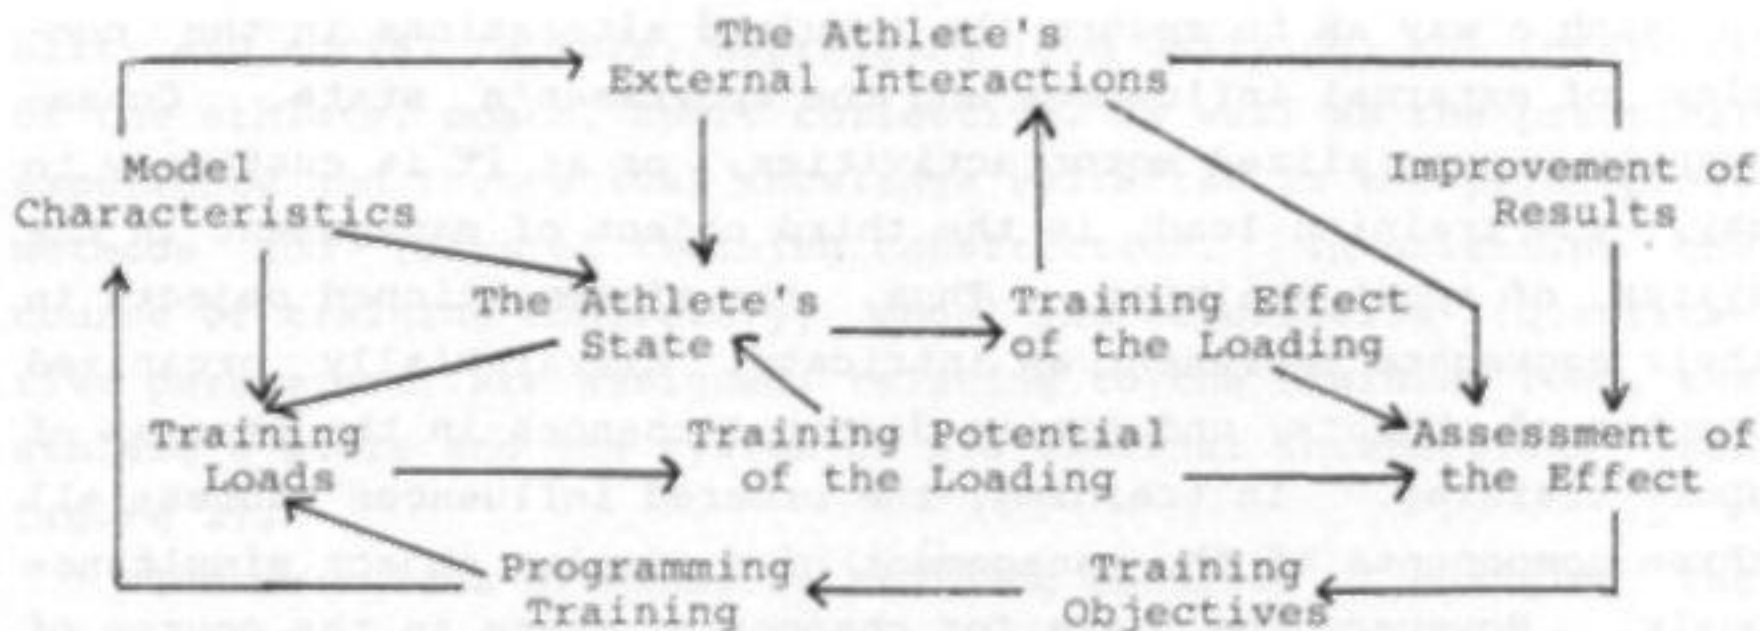 The Athlete's
External Interactions
Model
Characteristics
Improvement of
Results
The Athlete's
State
Training Effect
of the Loading
Training
Loads
Training Potential
of the Loading
Assessment of
the Effect
Programming
Training
Training
Objectives